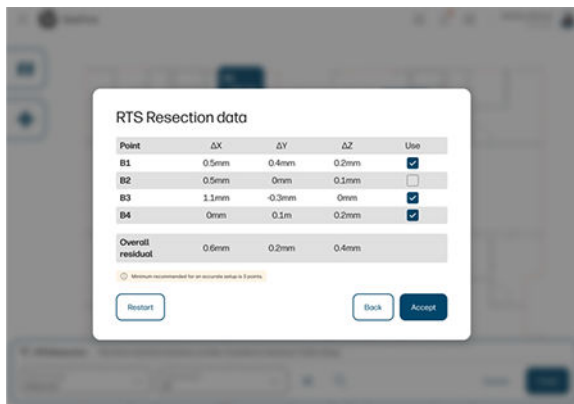 RTS Resection data
Point ΔX ΔY ΔZ Use
B1 0.5mm 0.4mm 0.2mm
B2 0.5mm 0mm 0.1mm
B3 1.1mm -0.3mm 0mm
B4 0mm 0.1m 0.2mm
Overall residual 0.6mm 0.2mm 0.4mm
Minimum recommended for an accurate setup is 3 points.
Restart Back Accept